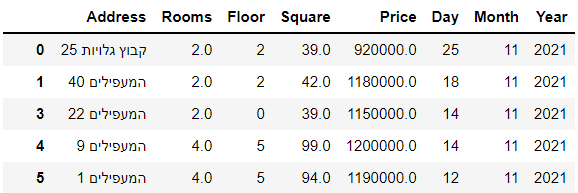 Address Rooms Floor Square Price Day Month Year
0 קבוץ גלויות 25 2.0 2 39.0 920000.0 25 11 2021
1 המעפילים 40 2.0 2 42.0 1180000.0 18 11 2021
3 המעפילים 22 2.0 0 39.0 1150000.0 14 11 2021
4 המעפילים 9 4.0 5 99.0 1200000.0 14 11 2021
5 המעפילים 1 4.0 5 94.0 1190000.0 12 11 2021